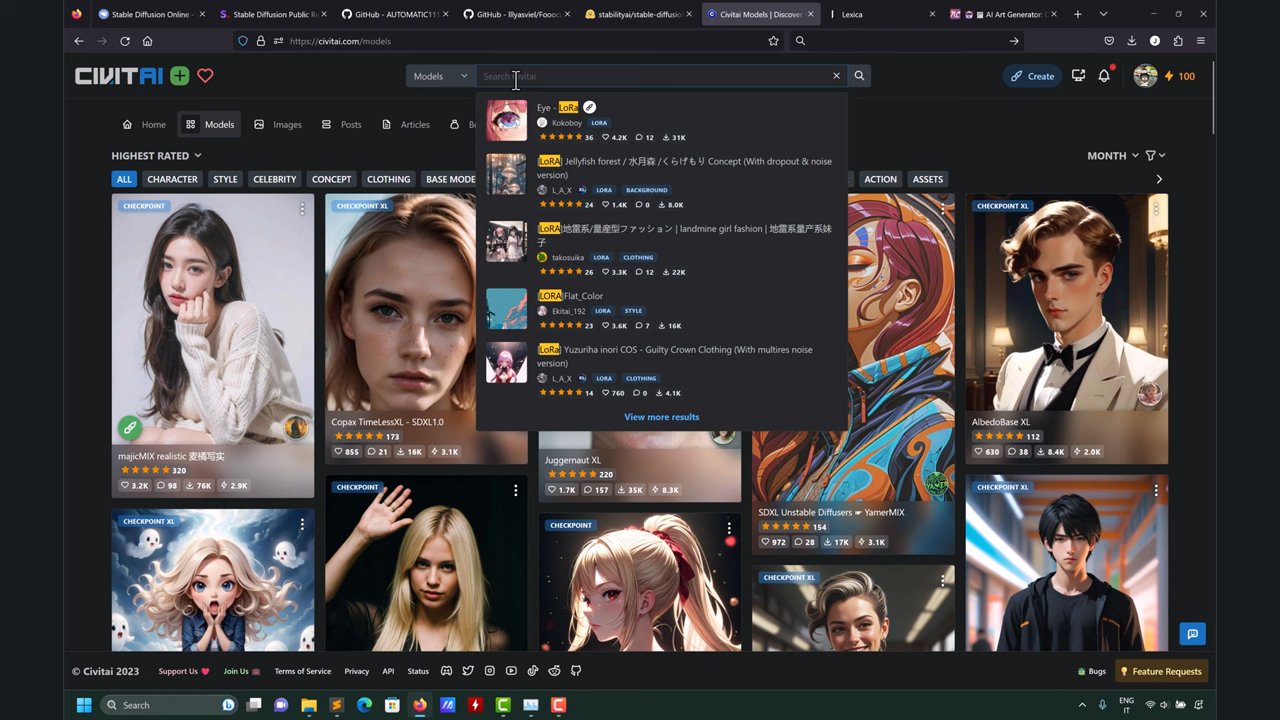 Stable Diffusion Online -
Stable Diffusion Public Re
GitHub - AUTOMATIC111
GitHub - lllyasviel/Fooo
stabilityai/stable-diffusion
Civitai Models | Discover
Lexica
AI Art Generator: C
https://civitai.com/models
CIVITAI
Models
Search Civitai
Create
100
Home
Models
Images
Posts
Articles
HIGHEST RATED
MONTH
ALL
CHARACTER
STYLE
CELEBRITY
CONCEPT
CLOTHING
BASE MODE
ACTION
ASSETS
Eye - LoRa
Kokoboy LORA
36 4.2K 12 31K
[LoRA] Jellyfish forest / 水月森 / くらげもり Concept (With dropout & noise
version)
L_A_X LORA BACKGROUND
24 1.4K 0 8.0K
[LoRA]地雷系/量産型ファッション | landmine girl fashion | 地雷系量产系妹
子
takosuika LORA CLOTHING
26 3.3K 12 22K
[LORA]Flat_Color
Ekitai_192 LORA STYLE
23 3.6K 7 16K
[LoRa] Yuzuriha inori COS - Guilty Crown Clothing (With multires noise
version)
L_A_X LORA CLOTHING
14 760 0 4.1K
View more results
CHECKPOINT
majicMIX realistic 麦橘写实
320
3.2K 98 76K 2.9K
CHECKPOINT XL
Copax TimeLessXL - SDXL1.0
173
855 21 16K 3.1K
Juggernaut XL
220
1.7K 157 35K 8.3K
SDXL Unstable Diffusers ☛ YamerMIX
154
972 28 17K 3.1K
CHECKPOINT XL
AlbedoBase XL
112
630 38 8.4K 2.0K
CHECKPOINT XL
CHECKPOINT
CHECKPOINT
CHECKPOINT XL
CHECKPOINT XL
© Civitai 2023
Support Us
Join Us
Terms of Service
Privacy
API
Status
Bugs
Feature Requests
Search
ENG
IT